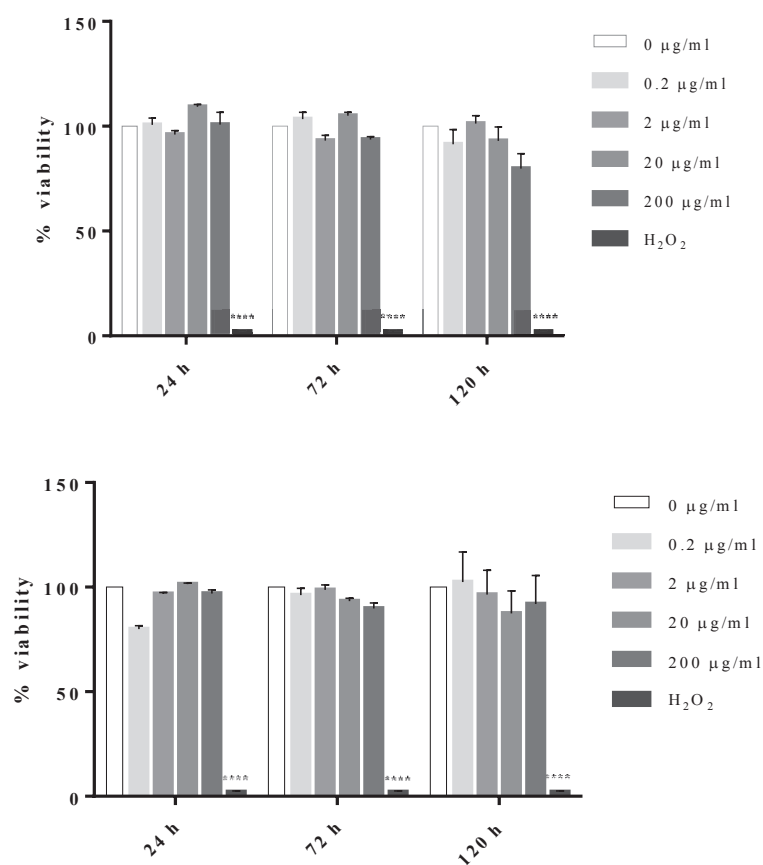 150
100
50
0
% viability
**** **** ****
24 h 72 h 120 h
0 µg/ml
0.2 µg/ml
2 µg/ml
20 µg/ml
200 µg/ml
H₂O₂
150
100
50
0
% viability
**** **** ****
24 h 72 h 120 h
0 µg/ml
0.2 µg/ml
2 µg/ml
20 µg/ml
200 µg/ml
H₂O₂